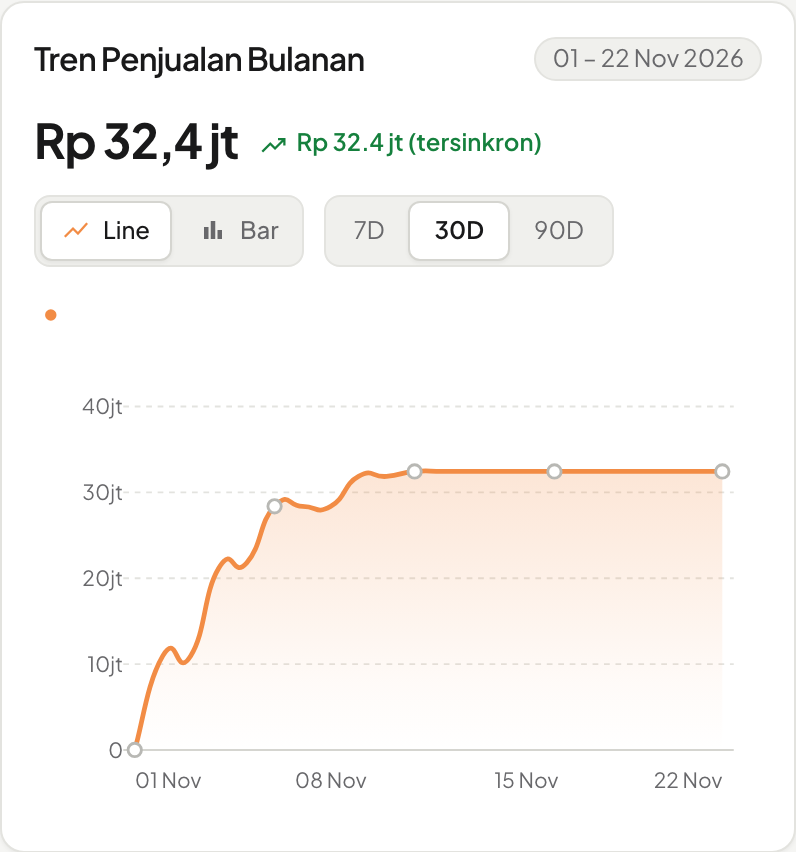 Tren Penjualan Bulanan
01 – 22 Nov 2026
Rp 32,4 jt
Rp 32.4 jt (tersinkron)
Line
Bar
7D
30D
90D
40jt
30jt
20jt
10jt
0
01 Nov
08 Nov
15 Nov
22 Nov